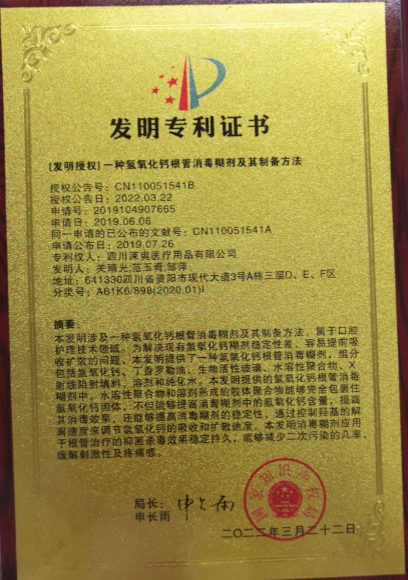 发明专利证书
[发明授权] 一种氢氧化钙根管消毒糊剂及其制备方法
授权公告号：CN110051541B
授权公告日：2022.03.22
申请号：2019104907665
申请日：2019.06.06
同一申请的已公布的文献号：CN110051541A
申请公布日：2019.07.26
专利权人：四川涑爽医疗用品有限公司
发明人：芙晴光;范玉青;邹萍
地址：641330四川省资阳市现代大道3号A栋三层D、E、F区
分类号：A61K6/898(2020.01)I
摘要：
本发明涉及一种氢氧化钙根管消毒糊剂及其制备方法，属于口腔
护理技术领域。为解决现有氢氧化钙糊剂稳定性差、容易提前吸
收扩散的问题，本发明提供了一种氢氧化钙根管消毒糊剂，组分
包括氢氧化钙、丁香罗勒油、生物活性玻璃、水溶性聚合物、X
射线阻射填料、溶剂和纯化水。本发明提供的氢氧化钙根管消毒
糊剂中，水溶性聚合物和溶剂形成的胶体聚合物能够完全包裹住
氢氧化钙固体，不但能够提高消毒糊剂中的氢氧化钙含量，提高
其消毒效果，还能够提高消毒糊剂的稳定性，通过控制羟基的解
离速度来调节氢氧化钙的吸收和扩散速度。本发明消毒糊剂应用
于根管治疗的抑菌杀毒效果稳定持久，能够减少二次污染的几率，
缓解刺激性及疼痛感。
局长：
申长雨
国家知识产权局
二〇二二年三月二十二日